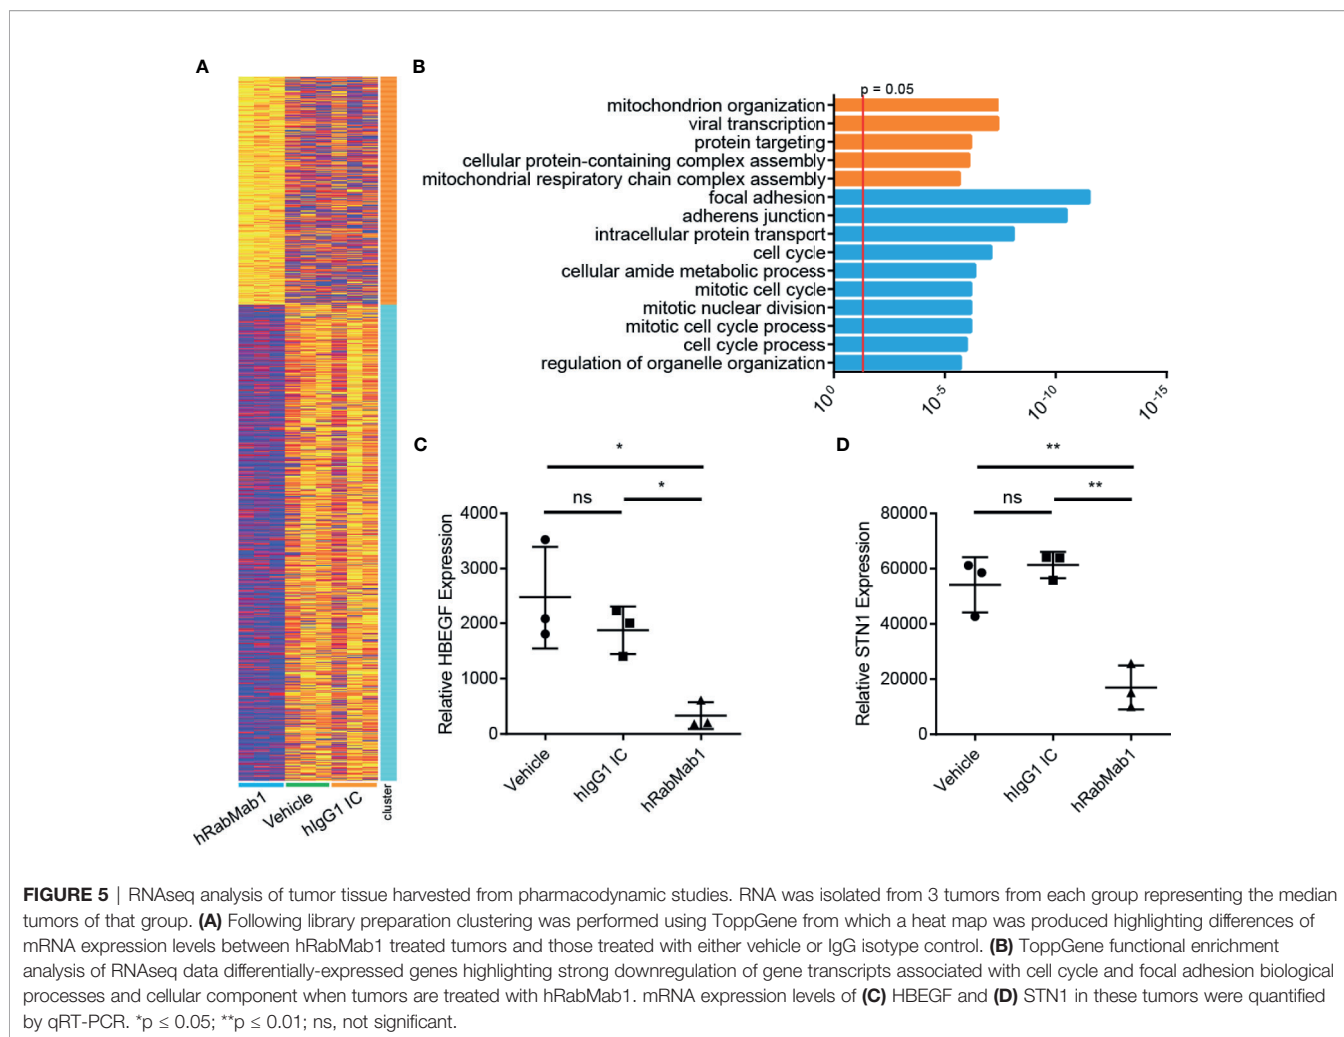 A
hRabMab1
Vehicle
hIgG1 IC
cluster
B
p = 0.05
mitochondrion organization
viral transcription
protein targeting
cellular protein-containing complex assembly
mitochondrial respiratory chain complex assembly
focal adhesion
adherens junction
intracellular protein transport
cell cycle
cellular amide metabolic process
mitotic cell cycle
mitotic nuclear division
mitotic cell cycle process
cell cycle process
regulation of organelle organization
10⁰
10⁻⁵
10⁻¹⁰
10⁻¹⁵
C
*
ns
*
Relative HBEGF Expression
4000
3000
2000
1000
0
Vehicle
hIgG1 IC
hRabMab1
D
**
ns
**
Relative STN1 Expression
80000
60000
40000
20000
0
Vehicle
hIgG1 IC
hRabMab1
FIGURE 5 | RNAseq analysis of tumor tissue harvested from pharmacodynamic studies. RNA was isolated from 3 tumors from each group representing the median
tumors of that group. (A) Following library preparation clustering was performed using ToppGene from which a heat map was produced highlighting differences of
mRNA expression levels between hRabMab1 treated tumors and those treated with either vehicle or IgG isotype control. (B) ToppGene functional enrichment
analysis of RNAseq data differentially-expressed genes highlighting strong downregulation of gene transcripts associated with cell cycle and focal adhesion biological
processes and cellular component when tumors are treated with hRabMab1. mRNA expression levels of (C) HBEGF and (D) STN1 in these tumors were quantified
by qRT-PCR. *p ≤ 0.05; **p ≤ 0.01; ns, not significant.